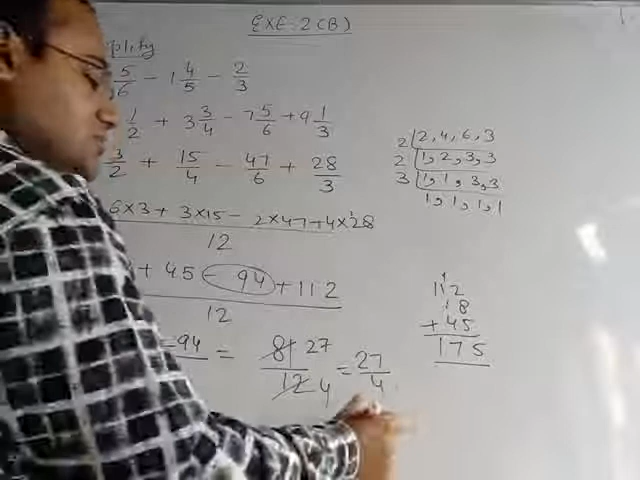 EXE-2(B)
5/6 - 1 4/5 - 2/3
1/2 + 3 3/4 - 7 5/6 + 9 1/3
3/2 + 15/4 - 47/6 + 28/3
6×3 + 3×15 - 2×47 + 4×28
12
+ 45 - 94 + 112
12
-94 = 81/12 27/4 = 27/4
2 | 2, 4, 6, 3
2 | 1, 2, 3, 3
3 | 1, 1, 3, 3
1, 1, 1, 1
1
112
18
+ 45
175